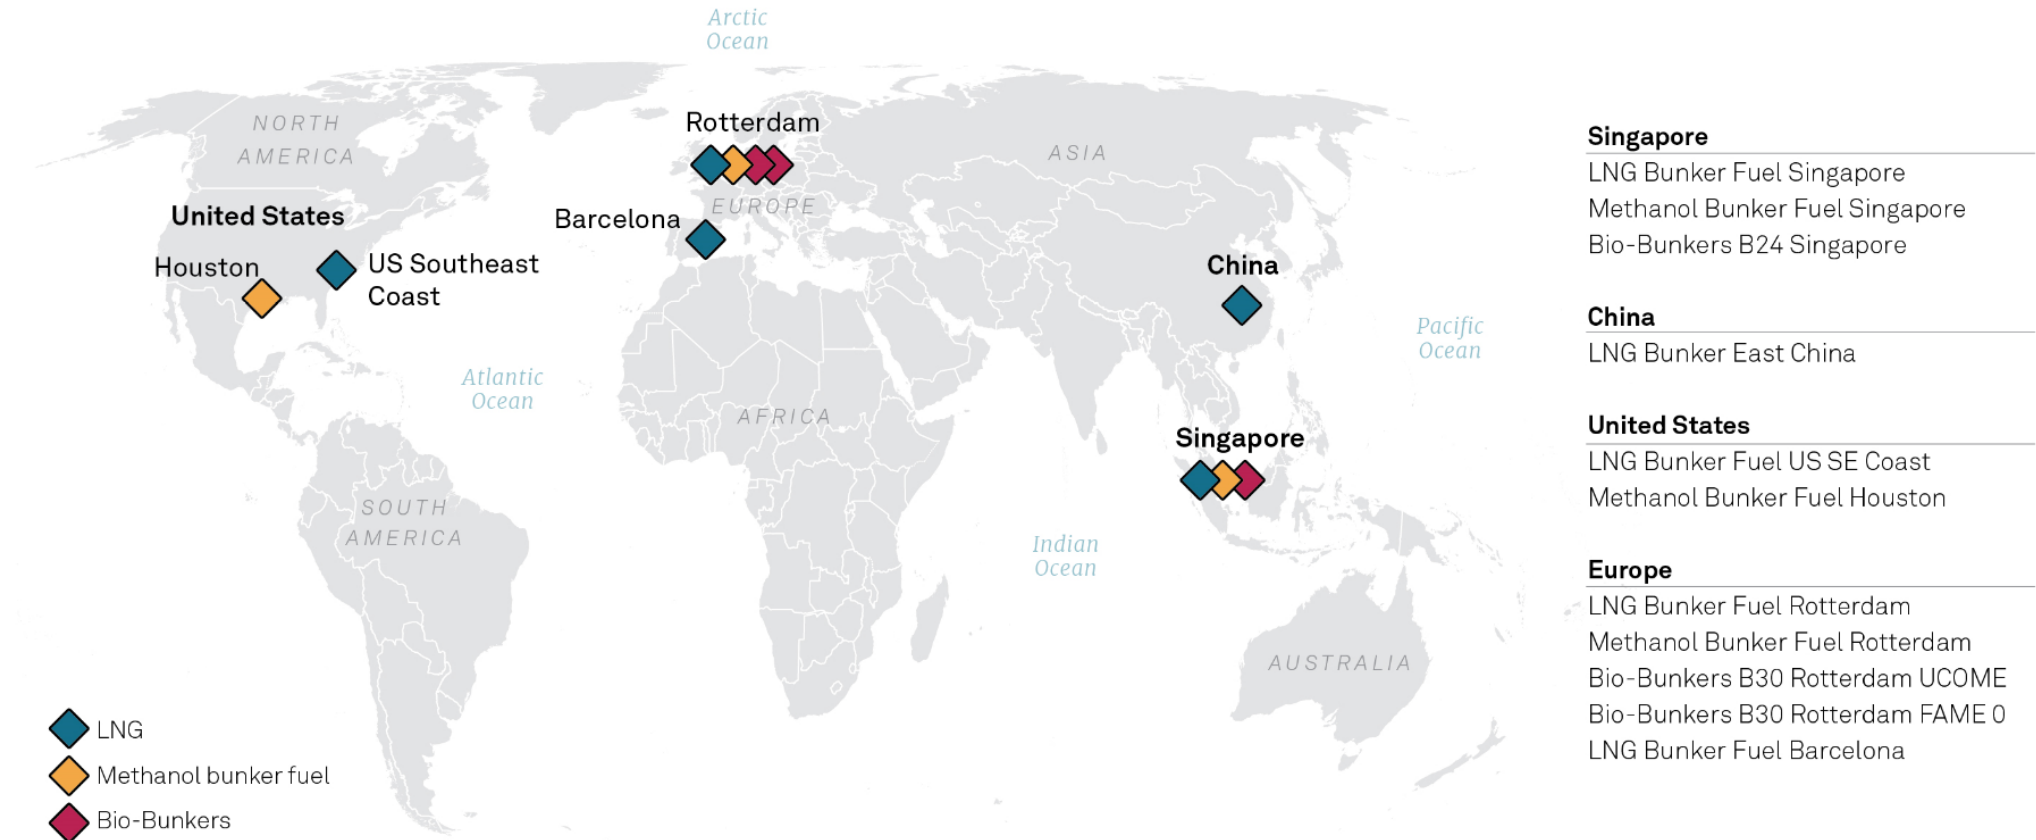 Arctic
Ocean
NORTH
AMERICA
Rotterdam
ASIA
EUROPE
Barcelona
United States
Houston
US Southeast
Coast
China
Pacific
Ocean
Atlantic
Ocean
AFRICA
Singapore
SOUTH
AMERICA
Indian
Ocean
AUSTRALIA
LNG
Methanol bunker fuel
Bio-Bunkers
Singapore
LNG Bunker Fuel Singapore
Methanol Bunker Fuel Singapore
Bio-Bunkers B24 Singapore
China
LNG Bunker East China
United States
LNG Bunker Fuel US SE Coast
Methanol Bunker Fuel Houston
Europe
LNG Bunker Fuel Rotterdam
Methanol Bunker Fuel Rotterdam
Bio-Bunkers B30 Rotterdam UCOME
Bio-Bunkers B30 Rotterdam FAME 0
LNG Bunker Fuel Barcelona